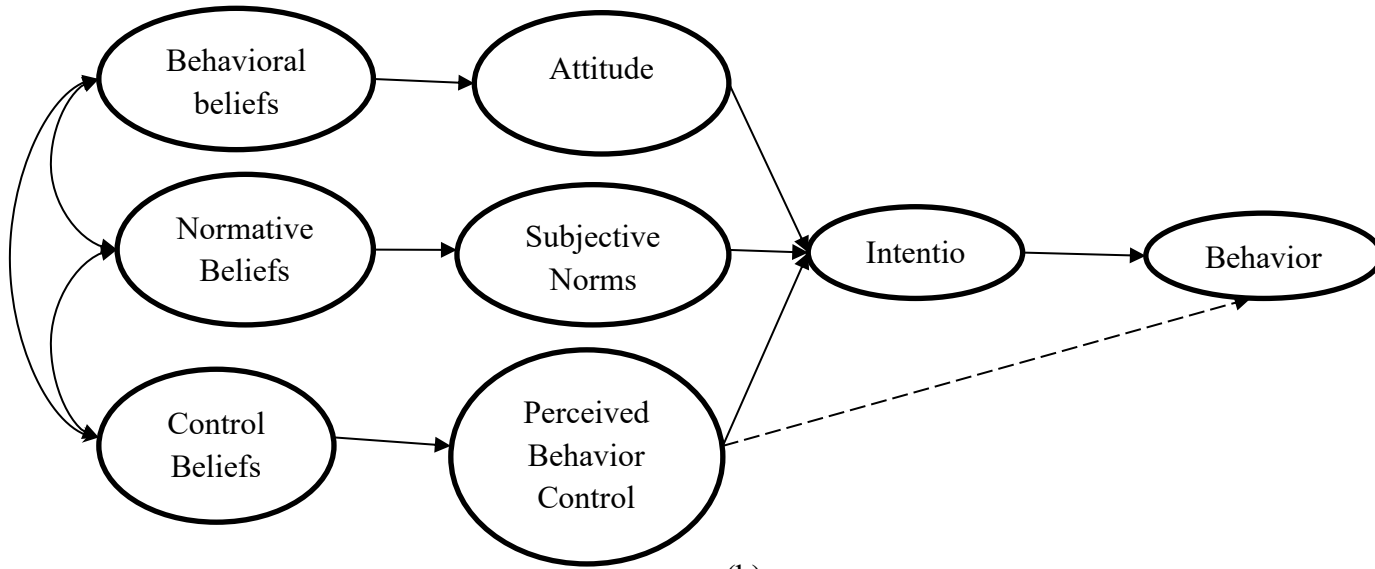 Behavioral
beliefs
Attitude
Normative
Beliefs
Subjective
Norms
Intentio
Behavior
Control
Beliefs
Perceived
Behavior
Control